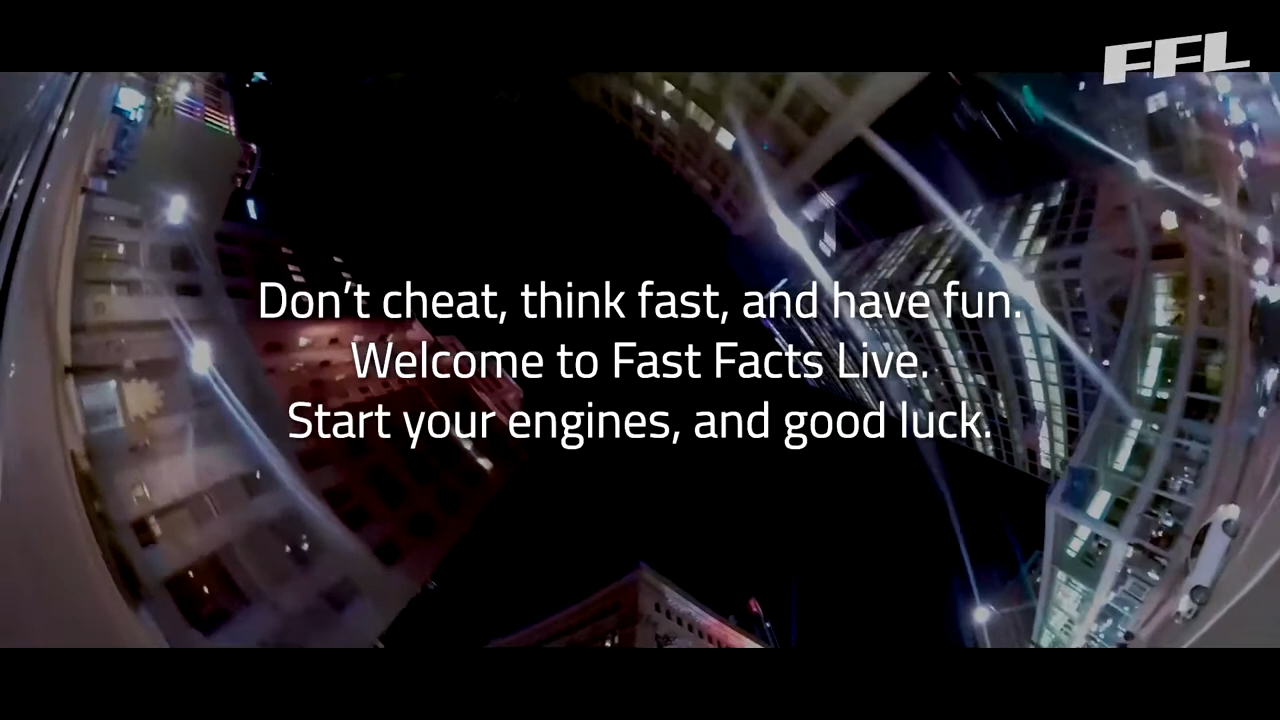 FFL
Don’t cheat, think fast, and have fun.
Welcome to Fast Facts Live.
Start your engines, and good luck.